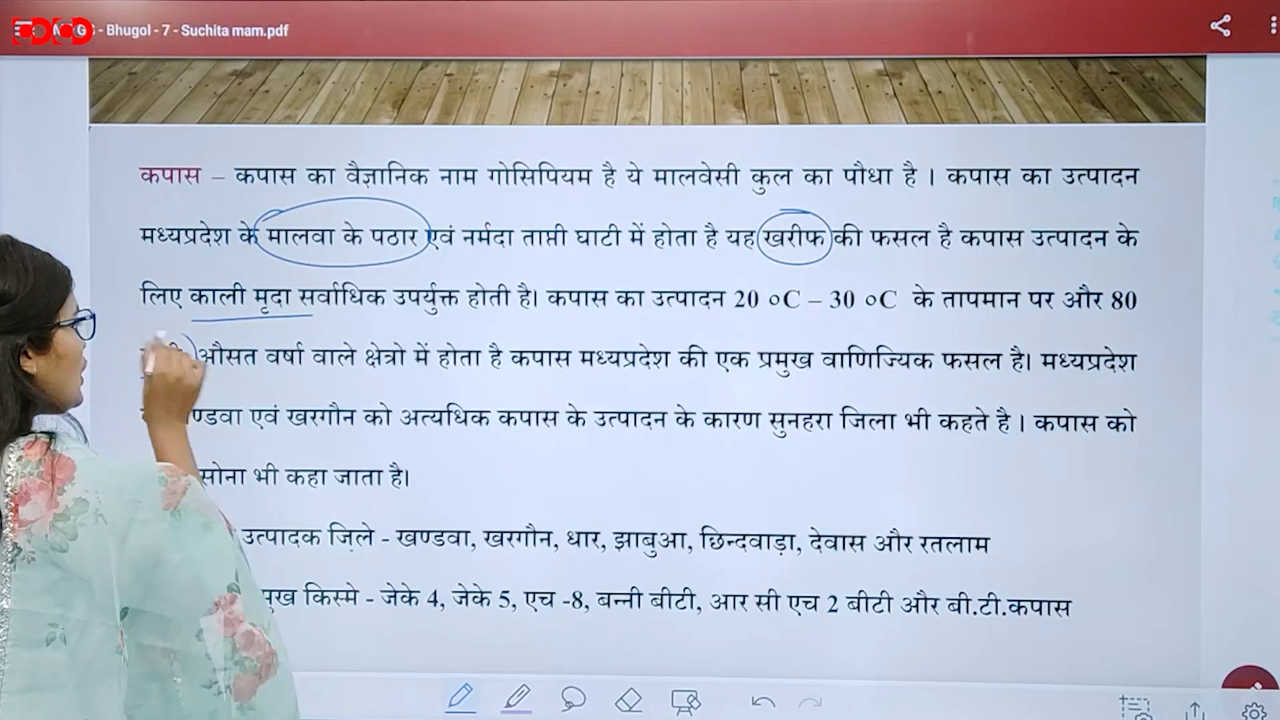 - Bhugol - 7 - Suchita mam.pdf
कपास – कपास का वैज्ञानिक नाम गोसिपियम है ये मालवेसी कुल का पौधा है । कपास का उत्पादन
मध्यप्रदेश के मालवा के पठार एवं नर्मदा ताप्ती घाटी में होता है यह खरीफ की फसल है कपास उत्पादन के
लिए काली मृदा सर्वाधिक उपर्युक्त होती है। कपास का उत्पादन 20 oC – 30 oC के तापमान पर और 80
औसत वर्षा वाले क्षेत्रो में होता है कपास मध्यप्रदेश की एक प्रमुख वाणिज्यिक फसल है। मध्यप्रदेश
एवं खरगौन को अत्यधिक कपास के उत्पादन के कारण सुनहरा जिला भी कहते है । कपास को
सोना भी कहा जाता है।
उत्पादक ज़िले - खण्डवा, खरगौन, धार, झाबुआ, छिन्दवाड़ा, देवास और रतलाम
किस्मे - जेके 4, जेके 5, एच -8, बन्नी बीटी, आर सी एच 2 बीटी और बी.टी.कपास